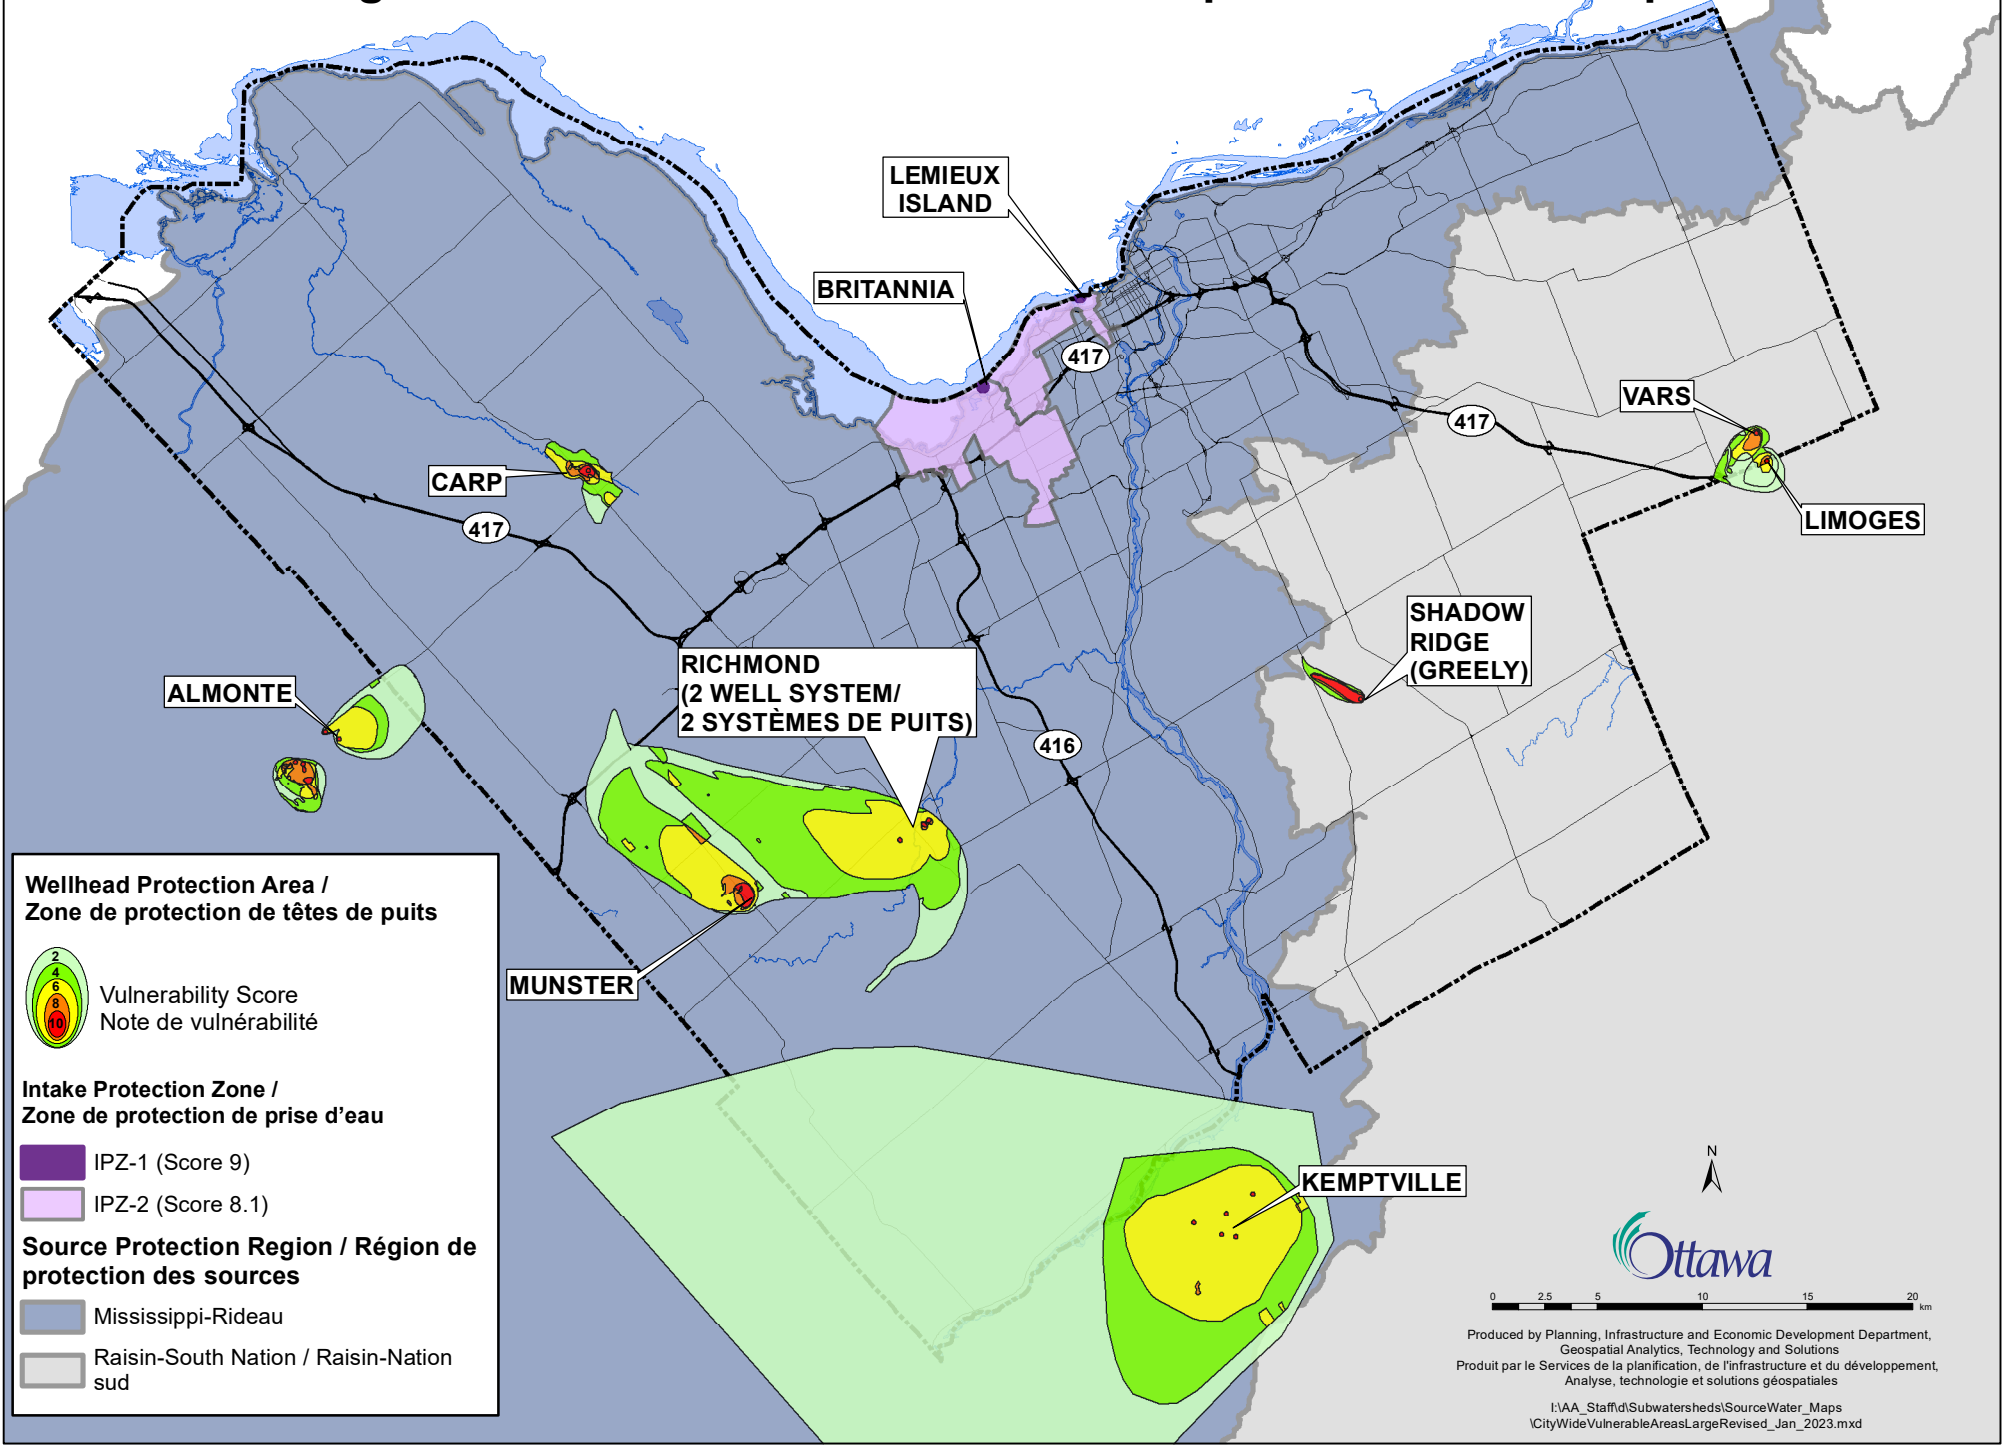 LEMIEUX
ISLAND
BRITANNIA
417
VARS
417
CARP
LIMOGES
417
SHADOW
RIDGE
(GREELY)
RICHMOND
(2 WELL SYSTEM/
2 SYSTÈMES DE PUITS)
ALMONTE
416
MUNSTER
KEMPTVILLE
Wellhead Protection Area /
Zone de protection de têtes de puits
2
4
6
8
10
Vulnerability Score
Note de vulnérabilité
Intake Protection Zone /
Zone de protection de prise d'eau
IPZ-1 (Score 9)
IPZ-2 (Score 8.1)
Source Protection Region / Région de
protection des sources
Mississippi-Rideau
Raisin-South Nation / Raisin-Nation
sud
N
Ottawa
0 2.5 5 10 15 20
km
Produced by Planning, Infrastructure and Economic Development Department,
Geospatial Analytics, Technology and Solutions
Produit par le Services de la planification, de l'infrastructure et du développement,
Analyse, technologie et solutions géospatiales
I:\AA_Staff\d\Subwatersheds\SourceWater_Maps
\CityWideVulnerableAreasLargeRevised_Jan_2023.mxd